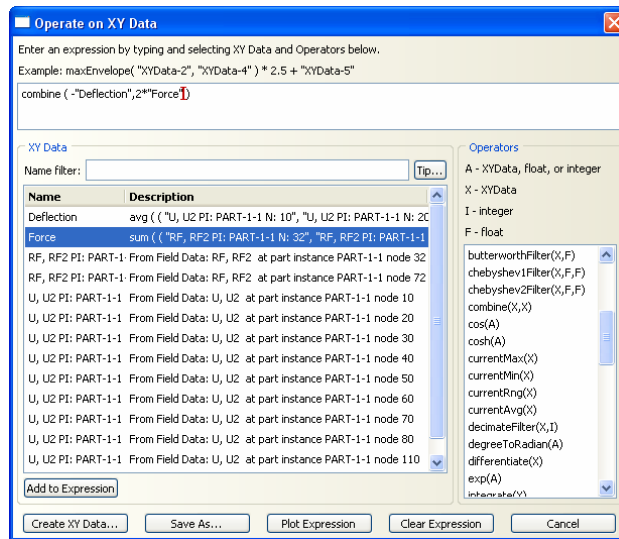 Operate on XY Data
Enter an expression by typing and selecting XY Data and Operators below.
Example: maxEnvelope( "XYData-2", "XYData-4" ) * 2.5 + "XYData-5"
combine ( -"Deflection",2*"Force")
XY Data
Name filter:
Tip...
Name Description
Deflection avg ( ( "U, U2 PI: PART-1-1 N: 10", "U, U2 PI: PART-1-1 N: 20
Force sum ( ( "RF, RF2 PI: PART-1-1 N: 32", "RF, RF2 PI: PART-1-1
RF, RF2 PI: PART-1- From Field Data: RF, RF2 at part instance PART-1-1 node 32
RF, RF2 PI: PART-1- From Field Data: RF, RF2 at part instance PART-1-1 node 72
U, U2 PI: PART-1-1 From Field Data: U, U2 at part instance PART-1-1 node 10
U, U2 PI: PART-1-1 From Field Data: U, U2 at part instance PART-1-1 node 20
U, U2 PI: PART-1-1 From Field Data: U, U2 at part instance PART-1-1 node 30
U, U2 PI: PART-1-1 From Field Data: U, U2 at part instance PART-1-1 node 40
U, U2 PI: PART-1-1 From Field Data: U, U2 at part instance PART-1-1 node 50
U, U2 PI: PART-1-1 From Field Data: U, U2 at part instance PART-1-1 node 60
U, U2 PI: PART-1-1 From Field Data: U, U2 at part instance PART-1-1 node 70
U, U2 PI: PART-1-1 From Field Data: U, U2 at part instance PART-1-1 node 80
U, U2 PI: PART-1-1 From Field Data: U, U2 at part instance PART-1-1 node 110
Add to Expression
Operators
A - XYData, float, or integer
X - XYData
I - integer
F - float
butterworthFilter(X,F)
chebyshev1Filter(X,F,F)
chebyshev2Filter(X,F,F)
combine(X,X)
cos(A)
cosh(A)
currentMax(X)
currentMin(X)
currentRng(X)
currentAvg(X)
decimateFilter(X,I)
degreeToRadian(A)
differentiate(X)
exp(A)
integrate(X)
Create XY Data... Save As... Plot Expression Clear Expression Cancel